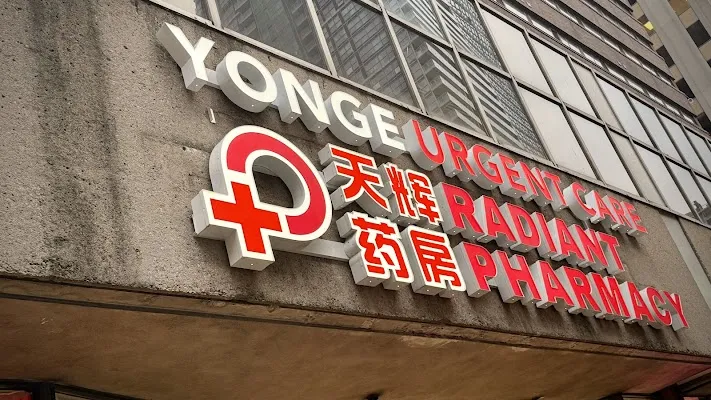 YONGE URGENT CARE
天辉 RADIANT
药房 PHARMACY